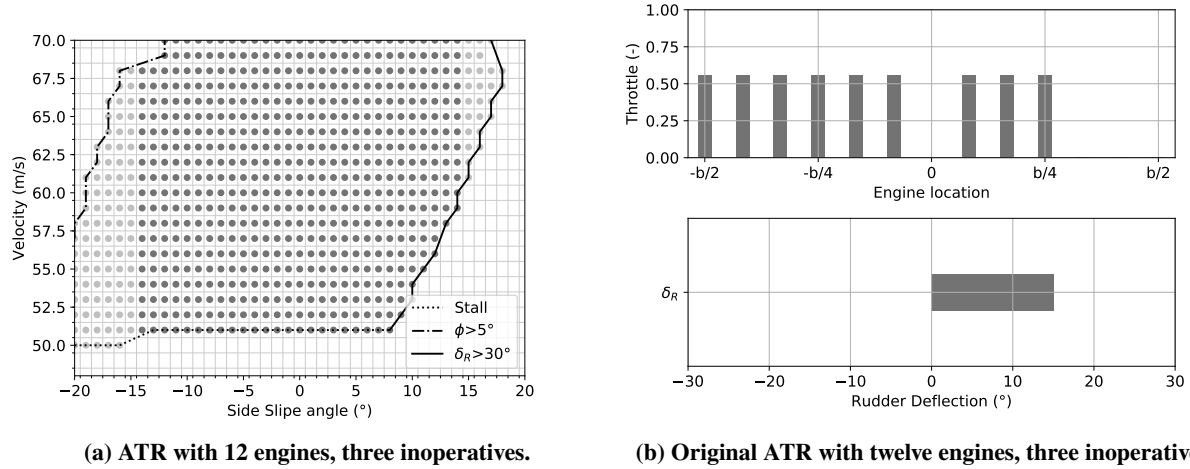 70.0
67.5
65.0
62.5
60.0
57.5
55.0
52.5
50.0
Velocity (m/s)
−20 −15 −10 −5 0 5 10 15 20
Side Slipe angle (°)
Stall
ϕ>5°
δR>30°
(a) ATR with 12 engines, three inoperatives.
1.00
0.75
0.50
0.25
0.00
Throttle (-)
-b/2 -b/4 0 b/4 b/2
Engine location
δR
−30 −20 −10 0 10 20 30
Rudder Deflection (°)
(b) Original ATR with twelve engines, three inoperative